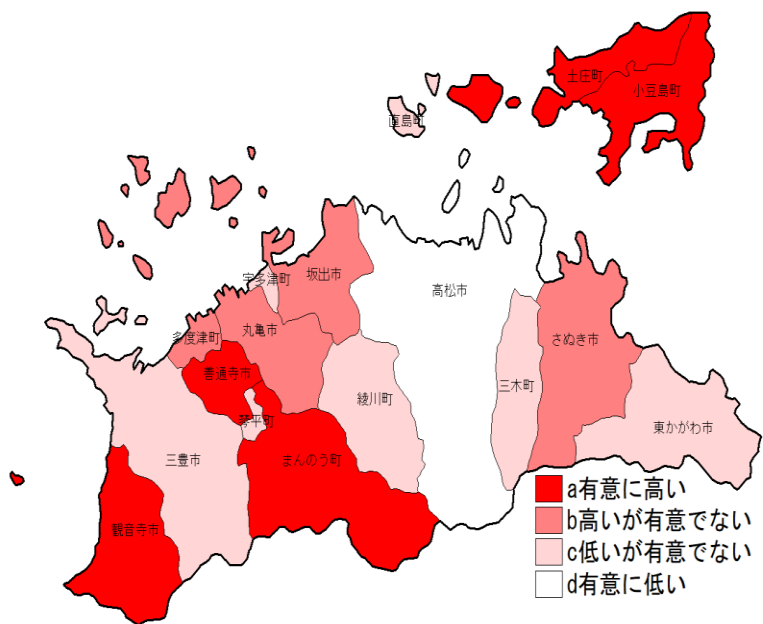 土庄町
小豆島町
直島町
宇多津町
坂出市
高松市
多度津町
丸亀市
さぬき市
善通寺市
三木町
綾川町
琴平町
東かがわ市
三豊市
まんのう町
観音寺市
a有意に高い
b高いが有意でない
c低いが有意でない
d有意に低い